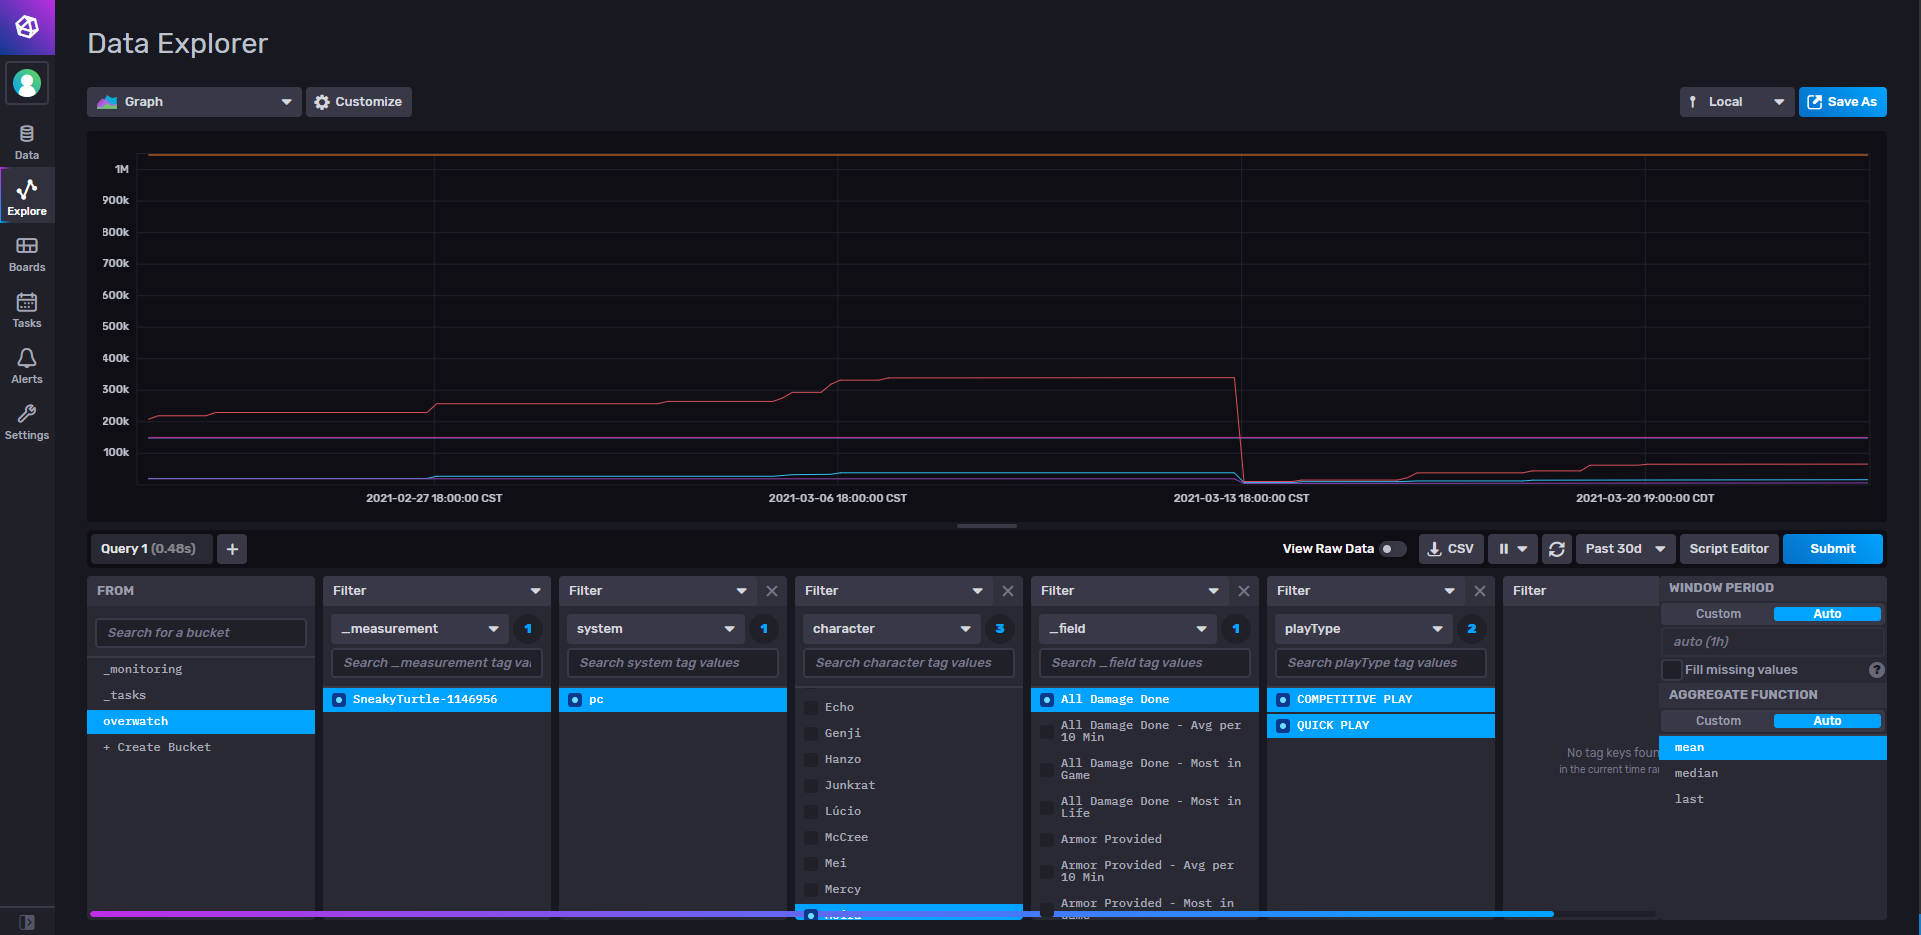 Data Explorer
Graph
Customize
Local
Save As
Data
Explore
Boards
Tasks
Alerts
Settings
1M
900k
800k
700k
600k
500k
400k
300k
200k
100k
2021-02-27 18:00:00 CST
2021-03-06 18:00:00 CST
2021-03-13 18:00:00 CST
2021-03-20 19:00:00 CDT
Query 1 (0.48s)
+
View Raw Data
CSV
Past 30d
Script Editor
Submit
FROM
Search for a bucket
_monitoring
_tasks
overwatch
+ Create Bucket
Filter
_measurement
1
Search _measurement tag va
SneakyTurtle-1146956
Filter
system
1
Search system tag values
pc
Filter
character
3
Search character tag values
Echo
Genji
Hanzo
Junkrat
Lúcio
McCree
Mei
Mercy
Filter
_field
1
Search _field tag values
All Damage Done
All Damage Done - Avg per
10 Min
All Damage Done - Most in
Game
All Damage Done - Most in
Life
Armor Provided
Armor Provided - Avg per
10 Min
Armor Provided - Most in
Filter
playType
2
Search playType tag values
COMPETITIVE PLAY
QUICK PLAY
Filter
No tag keys foun
in the current time ra
WINDOW PERIOD
Custom
Auto
auto (1h)
Fill missing values
?
AGGREGATE FUNCTION
Custom
Auto
mean
median
last